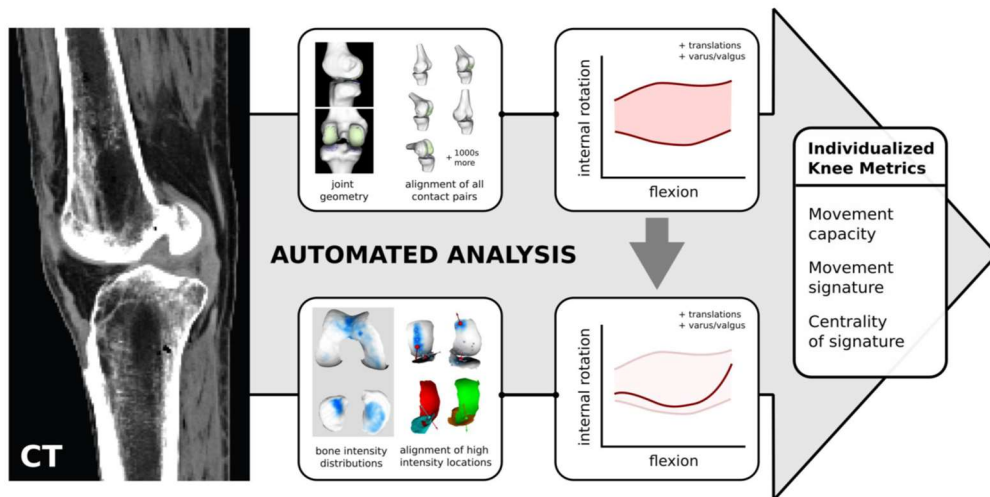 CT
joint
geometry
alignment of all
contact pairs
+ 1000s
more
+ translations
+ varus/valgus
internal rotation
flexion
AUTOMATED ANALYSIS
bone intensity
distributions
alignment of high
intensity locations
+ translations
+ varus/valgus
internal rotation
flexion
Individualized
Knee Metrics
Movement
capacity
Movement
signature
Centrality
of signature